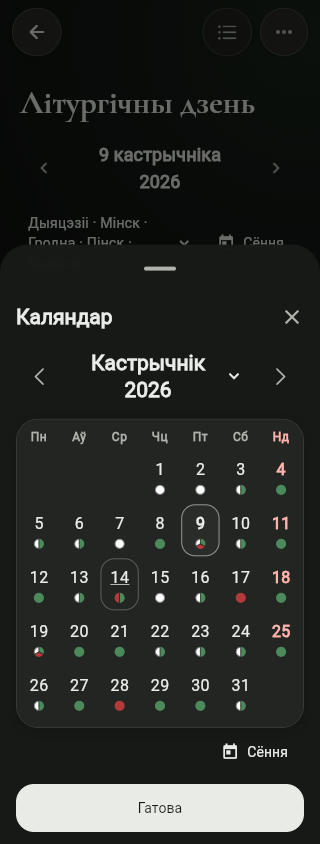 Літургічны дзень
9 кастрычніка
2026
Дыяцэзіі · Мінск ·
Гродна · Пінск ·
Сёння
Каляндар
Кастрычнік
2026
Пн Аў Ср Чц Пт Сб Нд
1 2 3 4
5 6 7 8 9 10 11
12 13 14 15 16 17 18
19 20 21 22 23 24 25
26 27 28 29 30 31
Сёння
Гатова